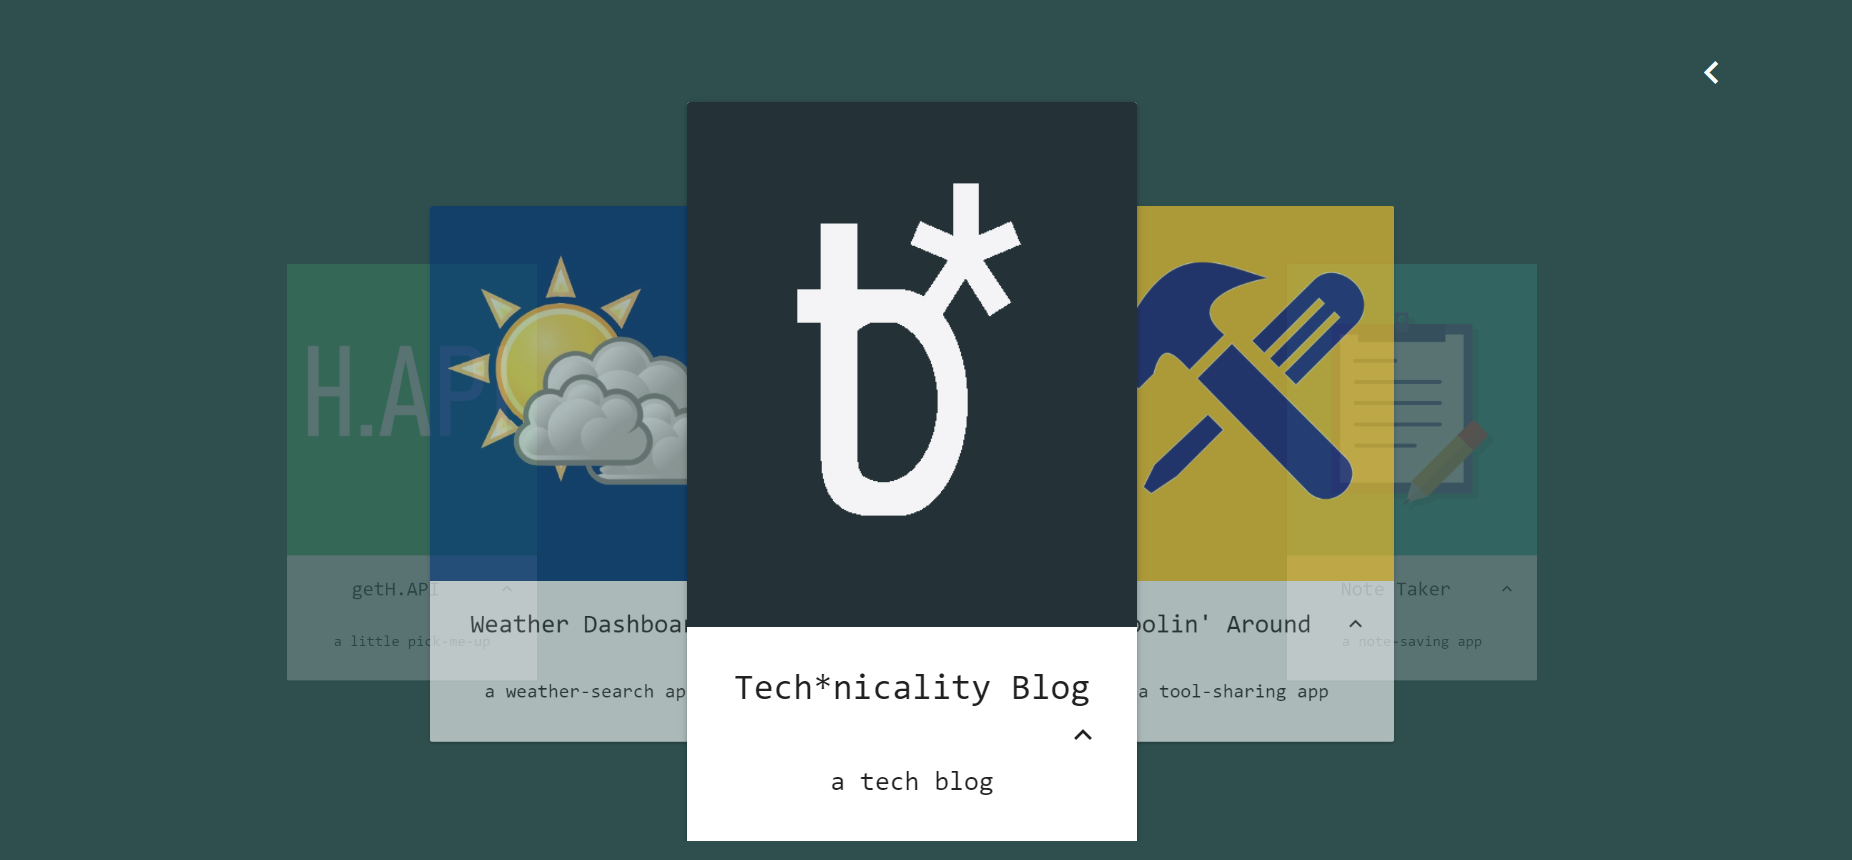 H.AP
getH.API
a little pick-me-up
Weather Dashboar
a weather-search ap
t*
Tech*nicality Blog
a tech blog
oolin' Around
a tool-sharing app
Note Taker
a note-saving app